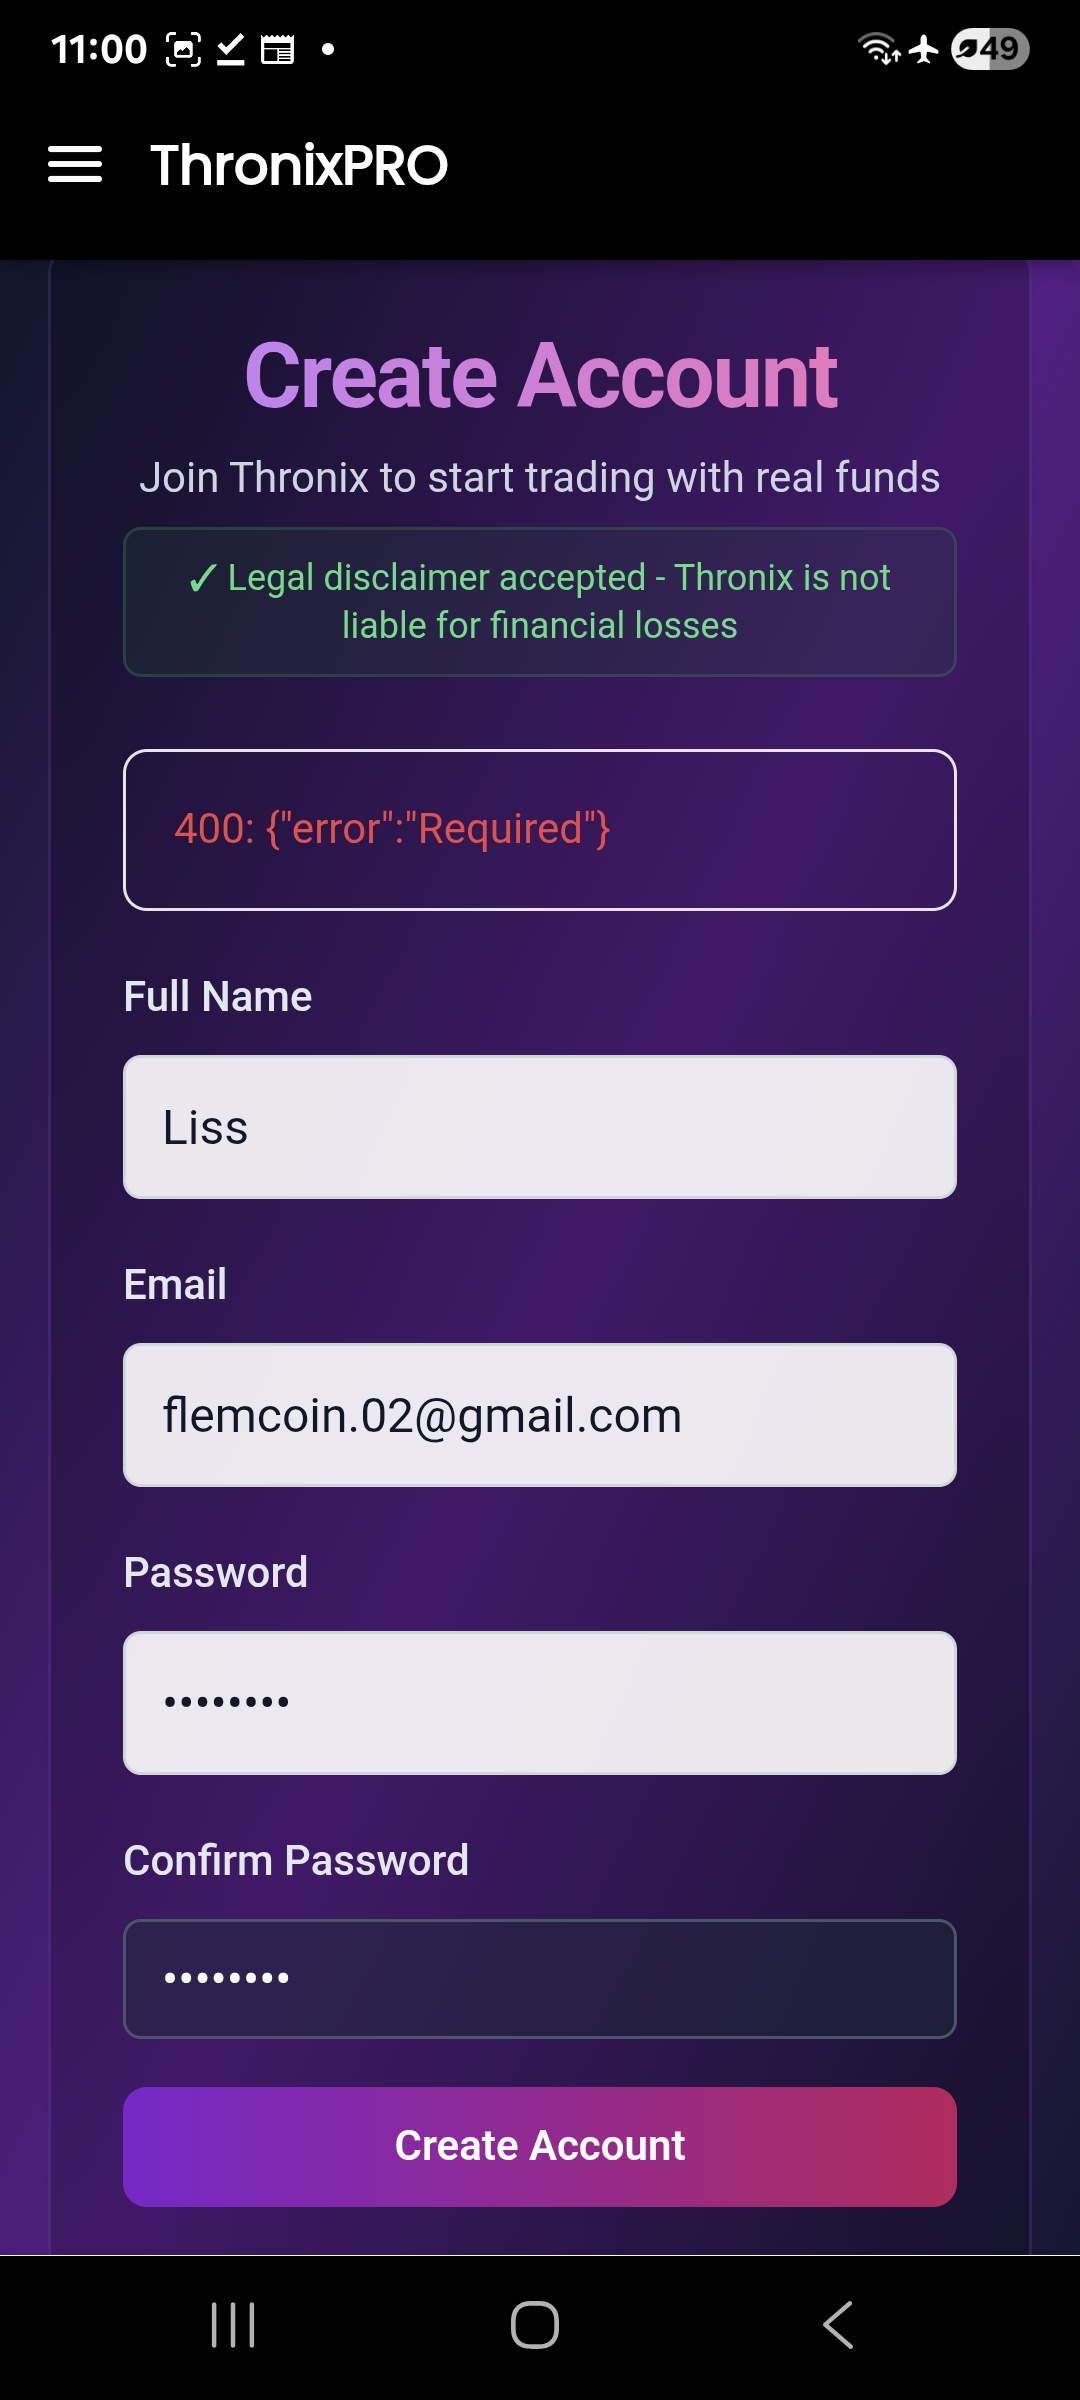 11:00
49
ThronixPRO
Create Account
Join Thronix to start trading with real funds
✓ Legal disclaimer accepted - Thronix is not
liable for financial losses
400: {"error":"Required"}
Full Name
Liss
Email
flemcoin.02@gmail.com
Password
••••••••
Confirm Password
••••••••
Create Account